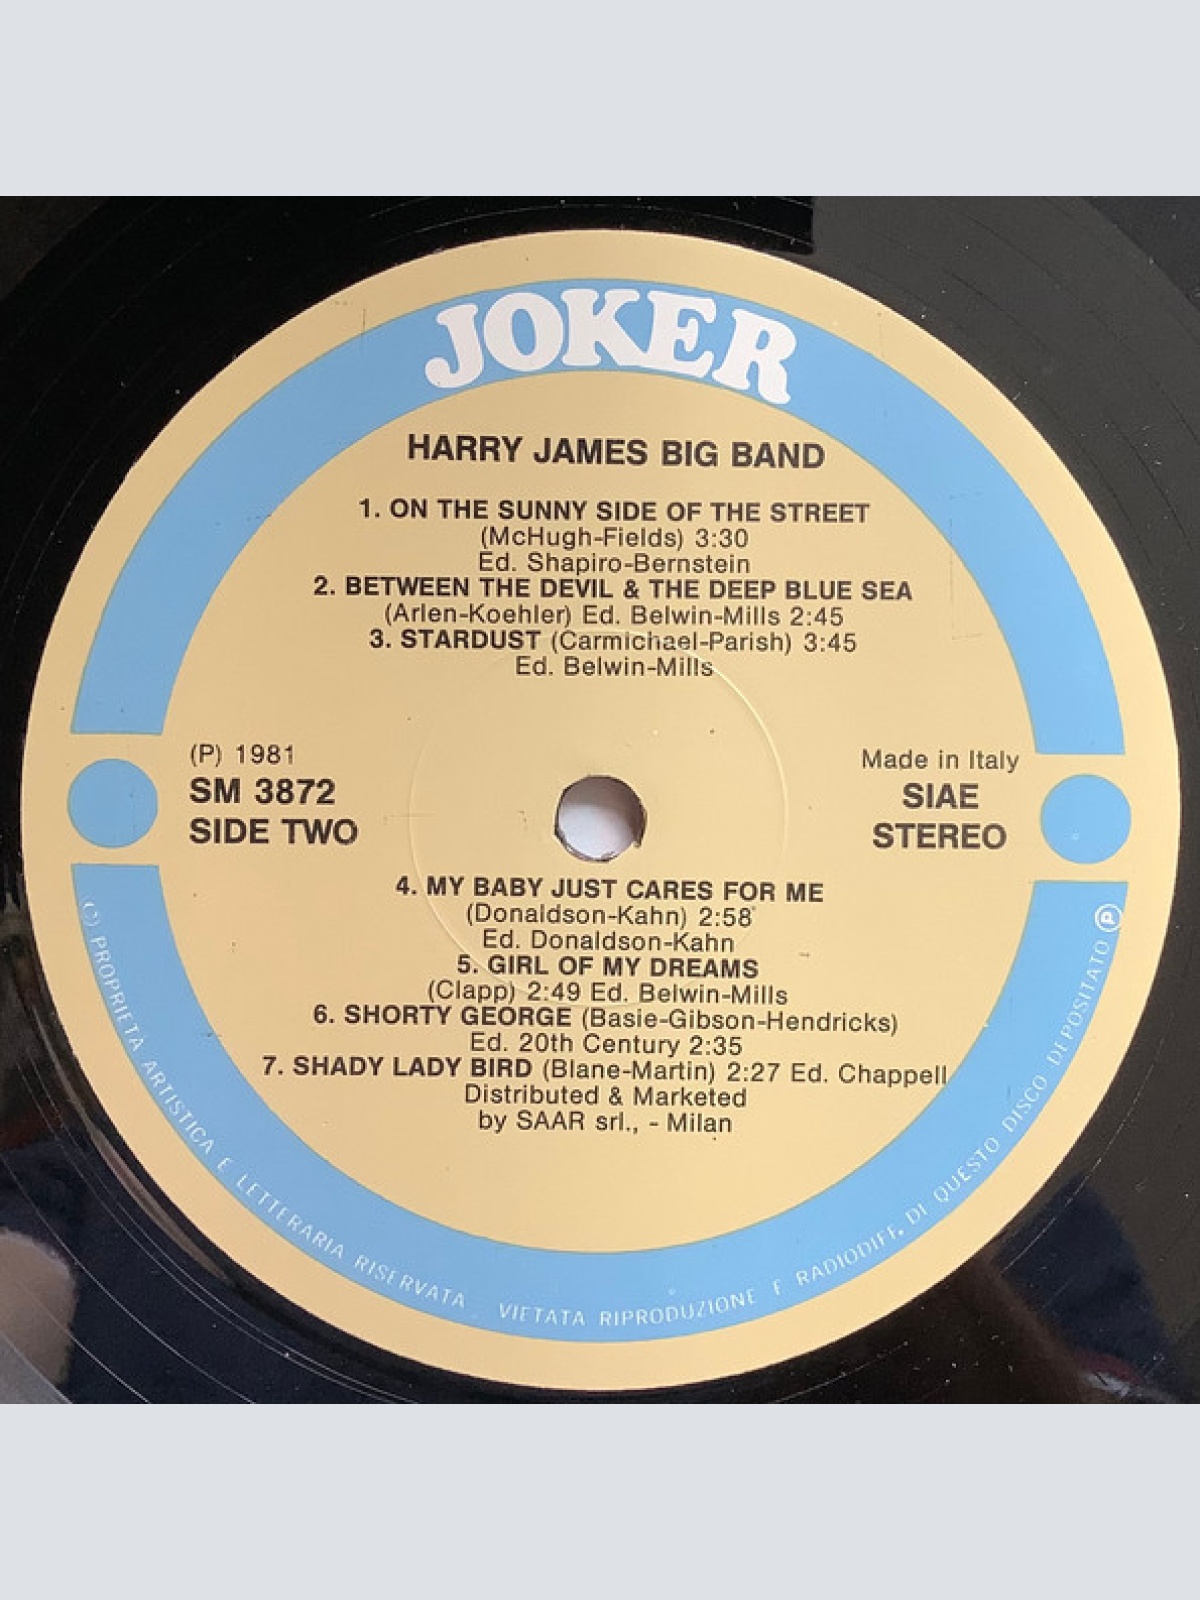 JOKER
HARRY JAMES BIG BAND
1. ON THE SUNNY SIDE OF THE STREET
(McHugh-Fields) 3:30
Ed. Shapiro-Bernstein
2. BETWEEN THE DEVIL & THE DEEP BLUE SEA
(Arlen-Koehler) Ed. Belwin-Mills 2:45
3. STARDUST (Carmichael-Parish) 3:45
Ed. Belwin-Mills
(P) 1981
SM 3872
SIDE TWO
Made in Italy
SIAE
STEREO
4. MY BABY JUST CARES FOR ME
(Donaldson-Kahn) 2:58
Ed. Donaldson-Kahn
5. GIRL OF MY DREAMS
(Clapp) 2:49 Ed. Belwin-Mills
6. SHORTY GEORGE (Basie-Gibson-Hendricks)
Ed. 20th Century 2:35
7. SHADY LADY BIRD (Blane-Martin) 2:27 Ed. Chappell
Distributed & Marketed
by SAAR srl., - Milan
(C) PROPRIETÀ ARTISTICA E LETTERARIA RISERVATA. VIETATA RIPRODUZIONE E RADIODIFF. DI QUESTO DISCO DEPOSITATO Ⓟ